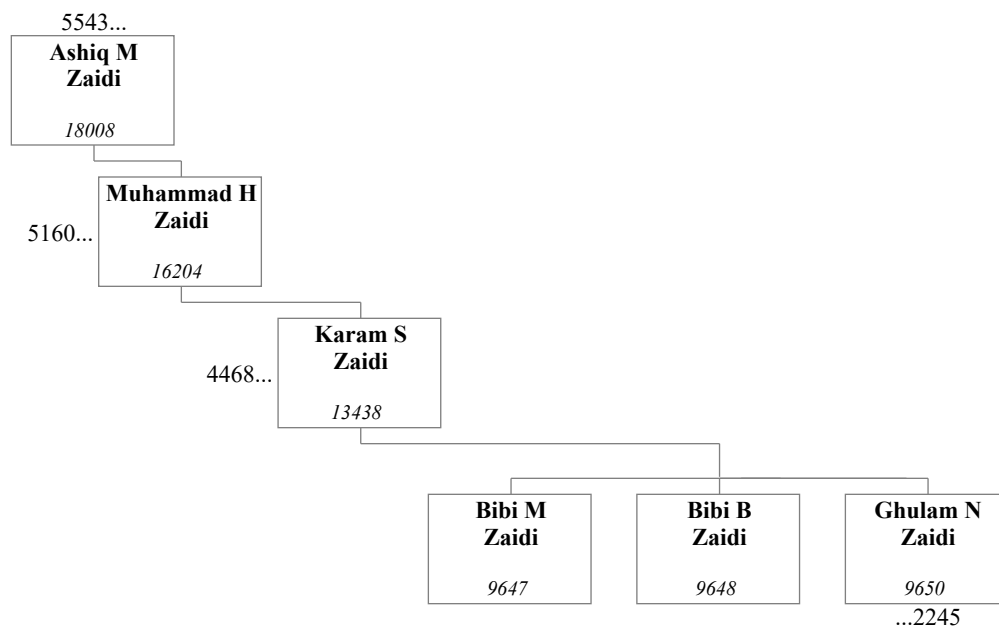 5543...
Ashiq M
Zaidi
18008
Muhammad H
Zaidi
5160...
16204
Karam S
Zaidi
4468...
13438
Bibi M
Zaidi
9647
Bibi B
Zaidi
9648
Ghulam N
Zaidi
9650
...2245